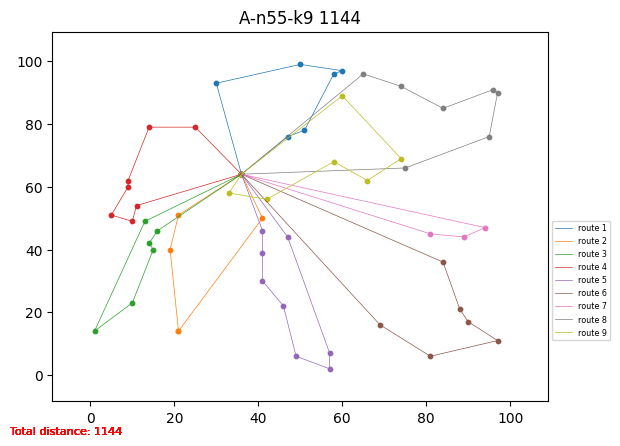 A-n55-k9 1144
100
80
60
40
20
0
0 20 40 60 80 100
route 1
route 2
route 3
route 4
route 5
route 6
route 7
route 8
route 9
Total distance: 1144